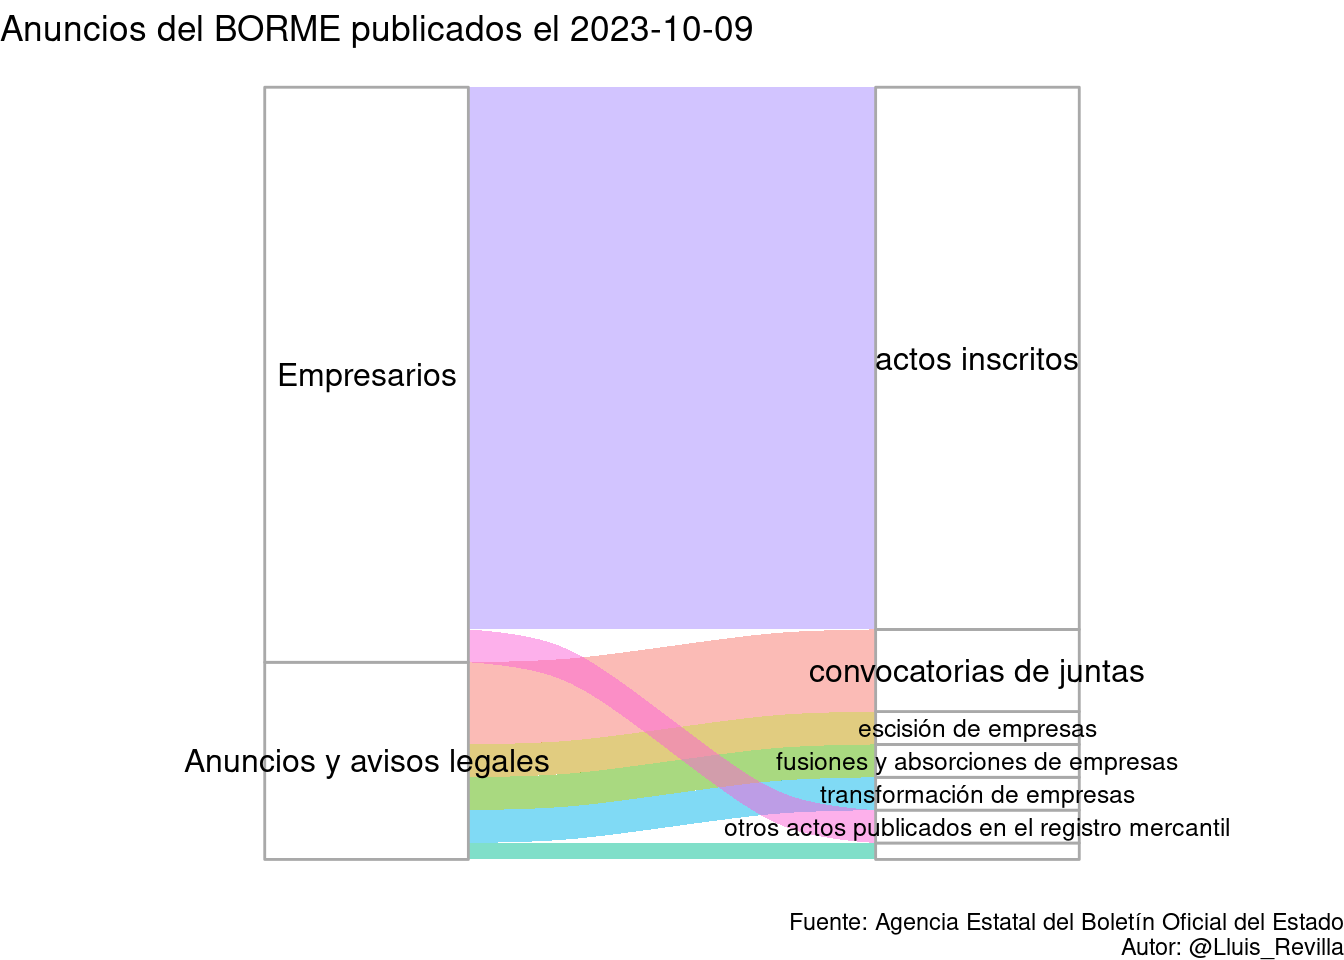 Anuncios del BORME publicados el 2023-10-09
Empresarios
actos inscritos
convocatorias de juntas
escisión de empresas
Anuncios y avisos legales
fusiones y absorciones de empresas
transformación de empresas
otros actos publicados en el registro mercantil
Fuente: Agencia Estatal del Boletín Oficial del Estado
Autor: @Lluis_Revilla